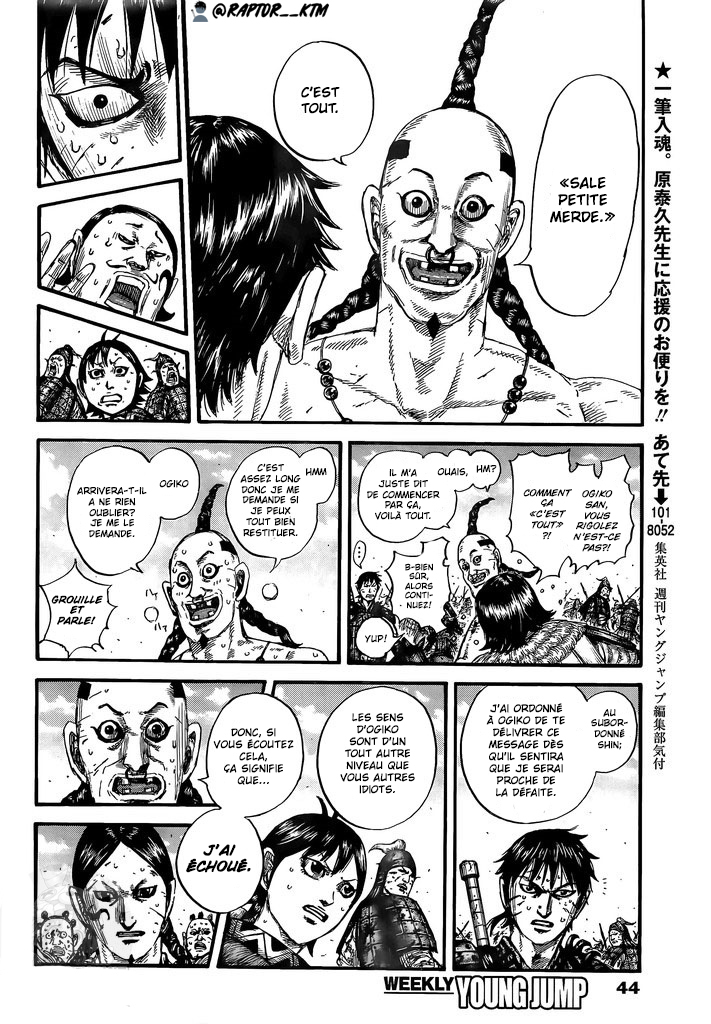 @RAPTOR__KTM
«SALE
PETITE
MERDE.»
C'EST
TOUT.
OGIKO
SAN,
VOUS
RIGOLEZ
N'EST-CE
PAS?!
COMMENT
ÇA
«C'EST
TOUT»
?!
OUAIS, HM?
IL M'A
JUSTE DIT
DE COMMENCER
PAR ÇA,
VOILÀ TOUT.
B-BIEN
SÛR,
ALORS
CONTI-
NUEZ!
...
YUP!
HMM
C'EST
ASSEZ LONG
DONC JE ME
DEMANDE SI
JE PEUX
TOUT BIEN
RESTITUER.
OGIKO
ARRIVERA-T-IL
A NE RIEN
OUBLIER?
JE ME LE
DEMANDE.
GROUILLE
ET
PARLE!
AU
SUBOR-
DONNÉ
SHIN;
J'AI ORDONNÉ
À OGIKO DE TE
DÉLIVRER CE
MESSAGE DÈS
QU'IL SENTIRA
QUE JE SERAI
PROCHE DE
LA DÉFAITE.
LES SENS
D'OGIKO
SONT D'UN
TOUT AUTRE
NIVEAU QUE
VOUS AUTRES
IDIOTS.
DONC, SI
VOUS ÉCOUTEZ
CELA,
ÇA SIGNIFIE
QUE...
J'AI
ÉCHOUÉ.
★一筆入魂。原泰久先生に応援のお便りを!! あて先➡101-8052 集英社 週刊ヤングジャンプ編集部気付
WEEKLY YOUNG JUMP 44